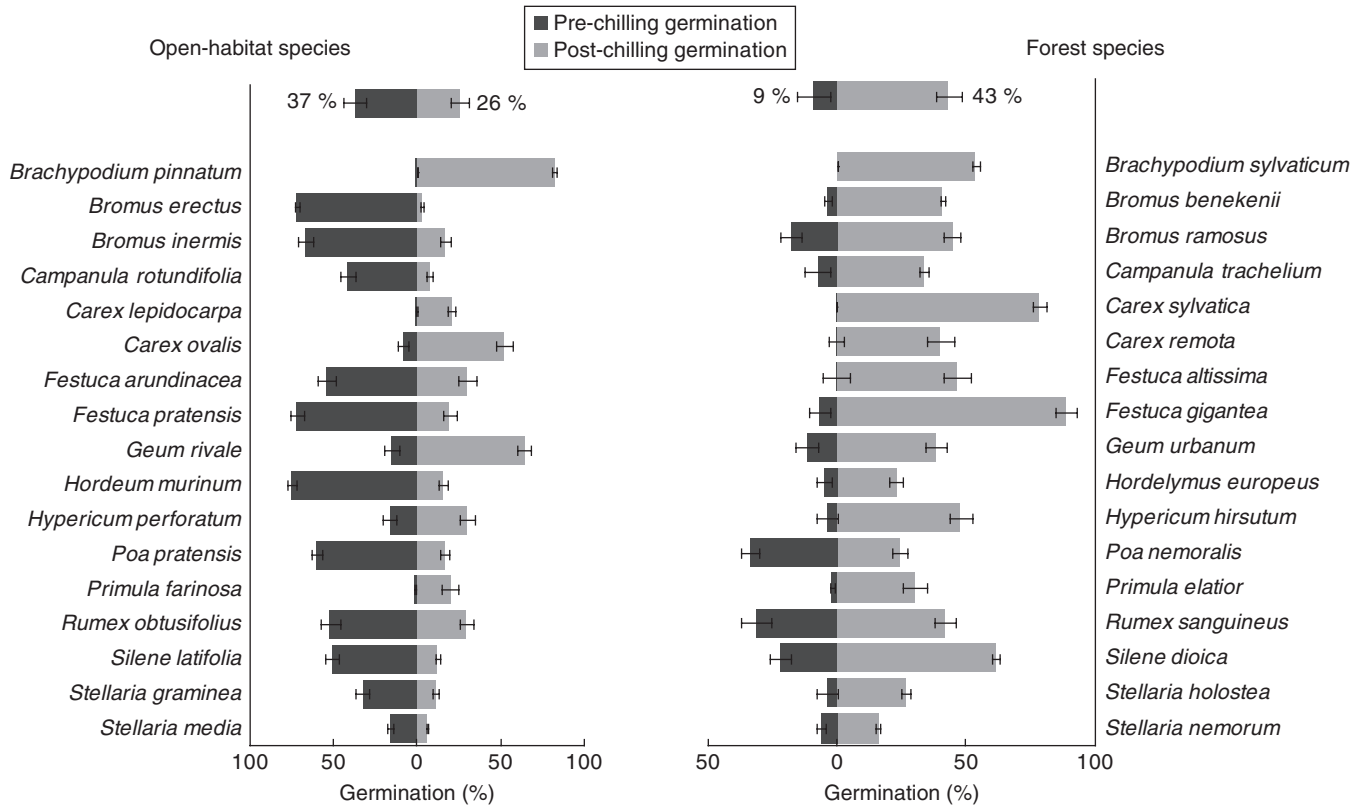 Pre-chilling germination
Post-chilling germination
Open-habitat species
Forest species
37 %
26 %
9 %
43 %
Brachypodium pinnatum
Bromus erectus
Bromus inermis
Campanula rotundifolia
Carex lepidocarpa
Carex ovalis
Festuca arundinacea
Festuca pratensis
Geum rivale
Hordeum murinum
Hypericum perforatum
Poa pratensis
Primula farinosa
Rumex obtusifolius
Silene latifolia
Stellaria graminea
Stellaria media
100 50 0 50 100
Germination (%)
Brachypodium sylvaticum
Bromus benekenii
Bromus ramosus
Campanula trachelium
Carex sylvatica
Carex remota
Festuca altissima
Festuca gigantea
Geum urbanum
Hordelymus europeus
Hypericum hirsutum
Poa nemoralis
Primula elatior
Rumex sanguineus
Silene dioica
Stellaria holostea
Stellaria nemorum
50 0 50 100
Germination (%)